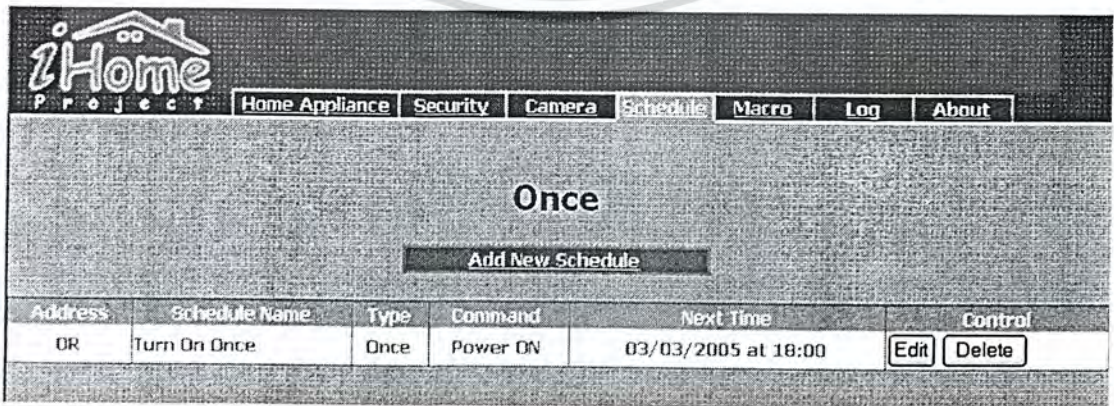 iHome
Project
Home Appliance Security Camera Schedule Macro Log About
Once
Add New Schedule
Address Schedule Name Type Command Next Time Control
0R Turn On Once Once Power ON 03/03/2005 at 18:00 Edit Delete